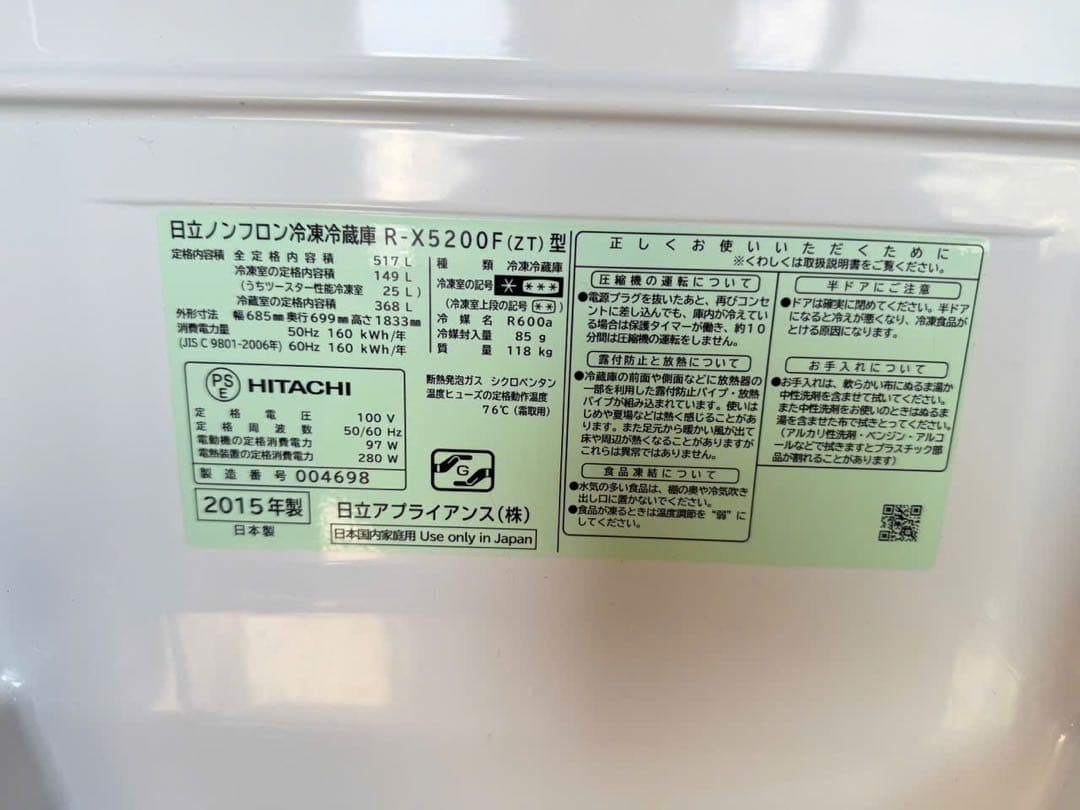 日立ノンフロン冷凍冷蔵庫 R-X5200F(ZT)型
定格内容積 全定格内容積 517 L
冷凍室の定格内容積 149 L
(うちツースター性能冷凍室 25 L)
冷蔵室の定格内容積 368 L
外形寸法 幅685㎜奥行699㎜高さ1833㎜
消費電力量 50Hz 160 kWh/年
(JIS C 9801-2006年) 60Hz 160 kWh/年
種類 冷凍冷蔵庫
冷凍室の記号 * ***
(冷凍室上段の記号 **)
冷媒名 R600a
冷媒封入量 85 g
質量 118 kg
PS
E
HITACHI
定格電圧 100 V
定格周波数 50/60 Hz
電動機の定格消費電力 97 W
電熱装置の定格消費電力 280 W
製造番号 004698
断熱発泡ガス シクロペンタン
温度ヒューズの定格動作温度
76℃(霜取用)
G
2015年製
日本製
日立アプライアンス(株)
日本国内家庭用 Use only in Japan
正しくお使いいただくために
※くわしくは取扱説明書をご覧ください。
圧縮機の運転について
●電源プラグを抜いたあと、再びコンセ
ントに差し込んでも、庫内が冷えてい
る場合は保護タイマーが働き、約10
分間は圧縮機の運転をしません。
露付防止と放熱について
●冷蔵庫の前面や側面などに放熱器の
一部を利用した露付防止パイプ・放熱
パイプが組み込まれています。使いは
じめや夏場などは熱く感じることがあり
ます。また足元から暖かい風が出て
床や周辺が熱くなることがありますが
これらは異常ではありません。
食品凍結について
●水気の多い食品は、棚の奥や冷気吹き
出し口に置かないでください。
●食品が凍るときは温度調節を“弱”に
してください。
半ドアにご注意
●ドアは確実に閉めてください。半ドア
になると冷えが悪くなり、冷凍食品が
とける原因になります。
お手入れについて
●お手入れは、軟らかい布にぬるま湯か
中性洗剤を含ませて拭いてください。
また中性洗剤をお使いのときはぬるま
湯を含ませた布で拭きとってください。
(アルカリ性洗剤・ベンジン・アルコ
ールなどで拭きますとプラスチック部
品が割れることがあります)